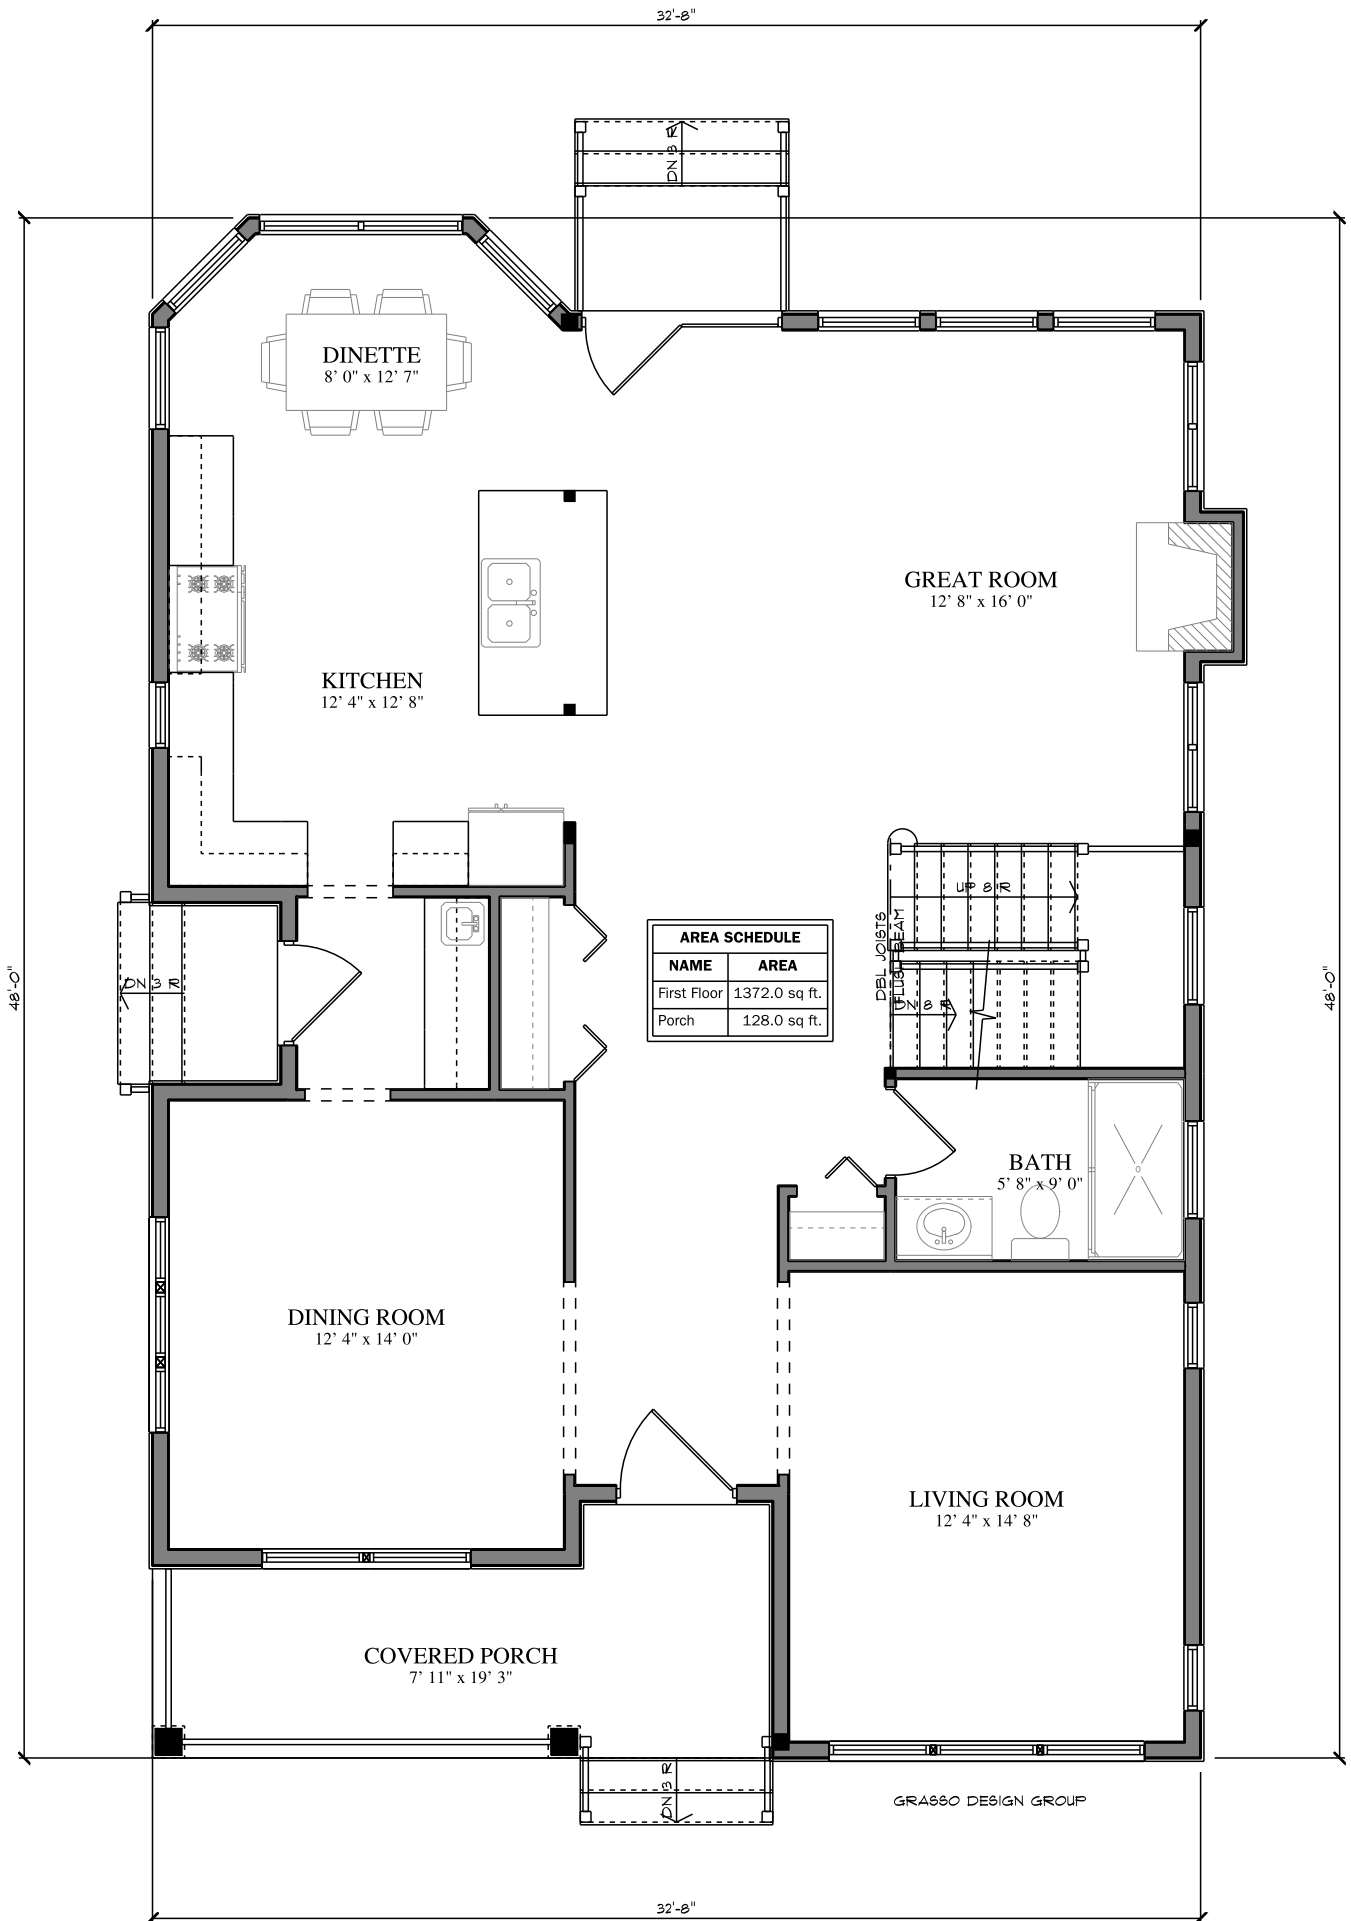 32'-8"
DN 3 R
DINETTE
8' 0" x 12' 7"
GREAT ROOM
12' 8" x 16' 0"
KITCHEN
12' 4" x 12' 8"
UP 8 R
DBL JOISTS
FLUSH BEAM
DN 8 R
AREA SCHEDULE
NAME AREA
First Floor 1372.0 sq ft.
Porch 128.0 sq ft.
DN 3 R
48'-0"
48'-0"
BATH
5' 8" x 9' 0"
DINING ROOM
12' 4" x 14' 0"
LIVING ROOM
12' 4" x 14' 8"
COVERED PORCH
7' 11" x 19' 3"
DN 3 R
GRASSO DESIGN GROUP
32'-8"